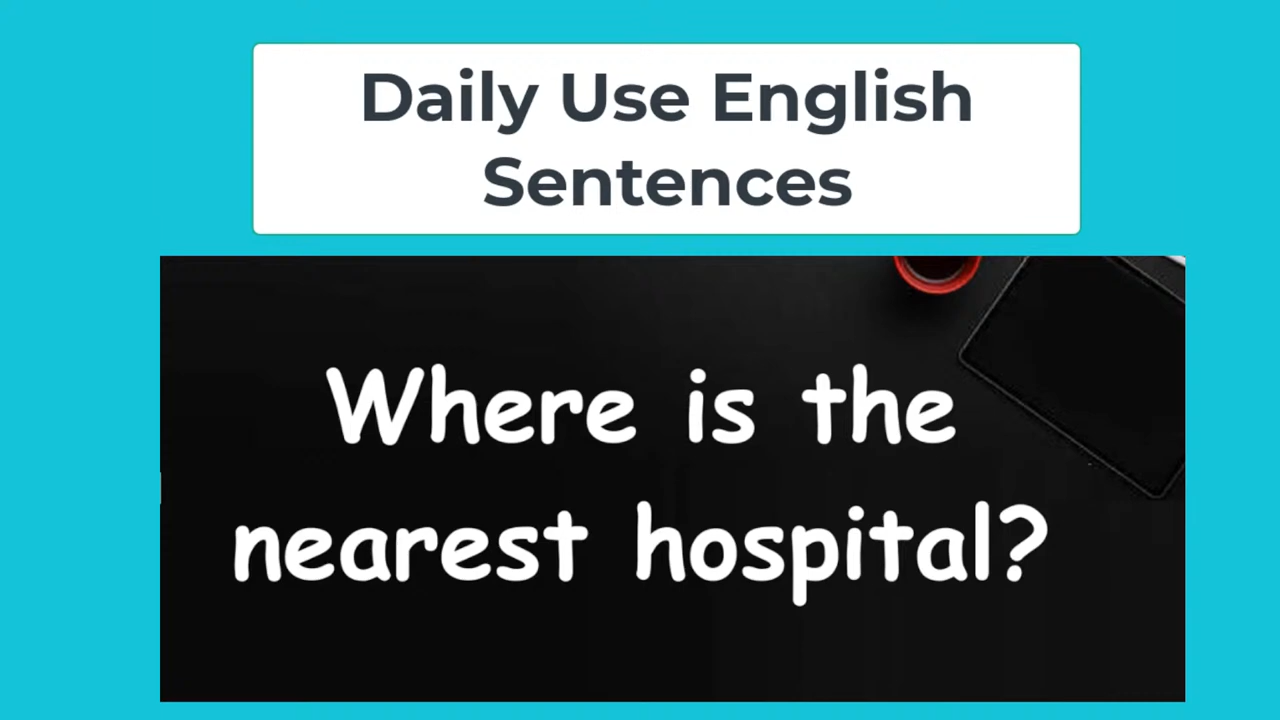 Daily Use English
Sentences
Where is the
nearest hospital?